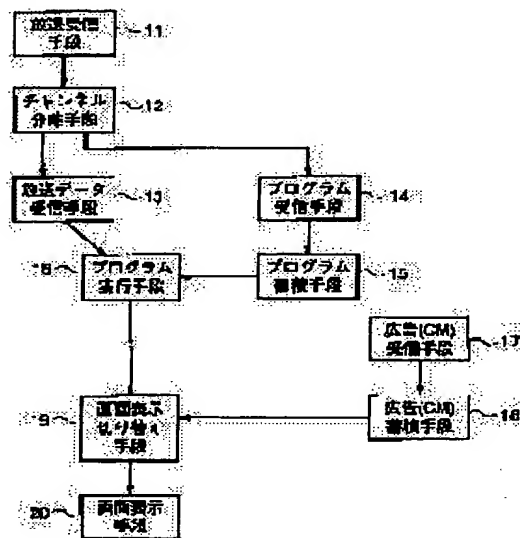 放送受信
手段
11
チャンネル
分離手段
12
放送データ
受信手段
13
プログラム
受信手段
14
プログラム
実行手段
16
プログラム
蓄積手段
15
広告(CM)
受信手段
17
画面表示
切り替え
手段
広告(CM)
蓄積手段
画面表示
手段
20